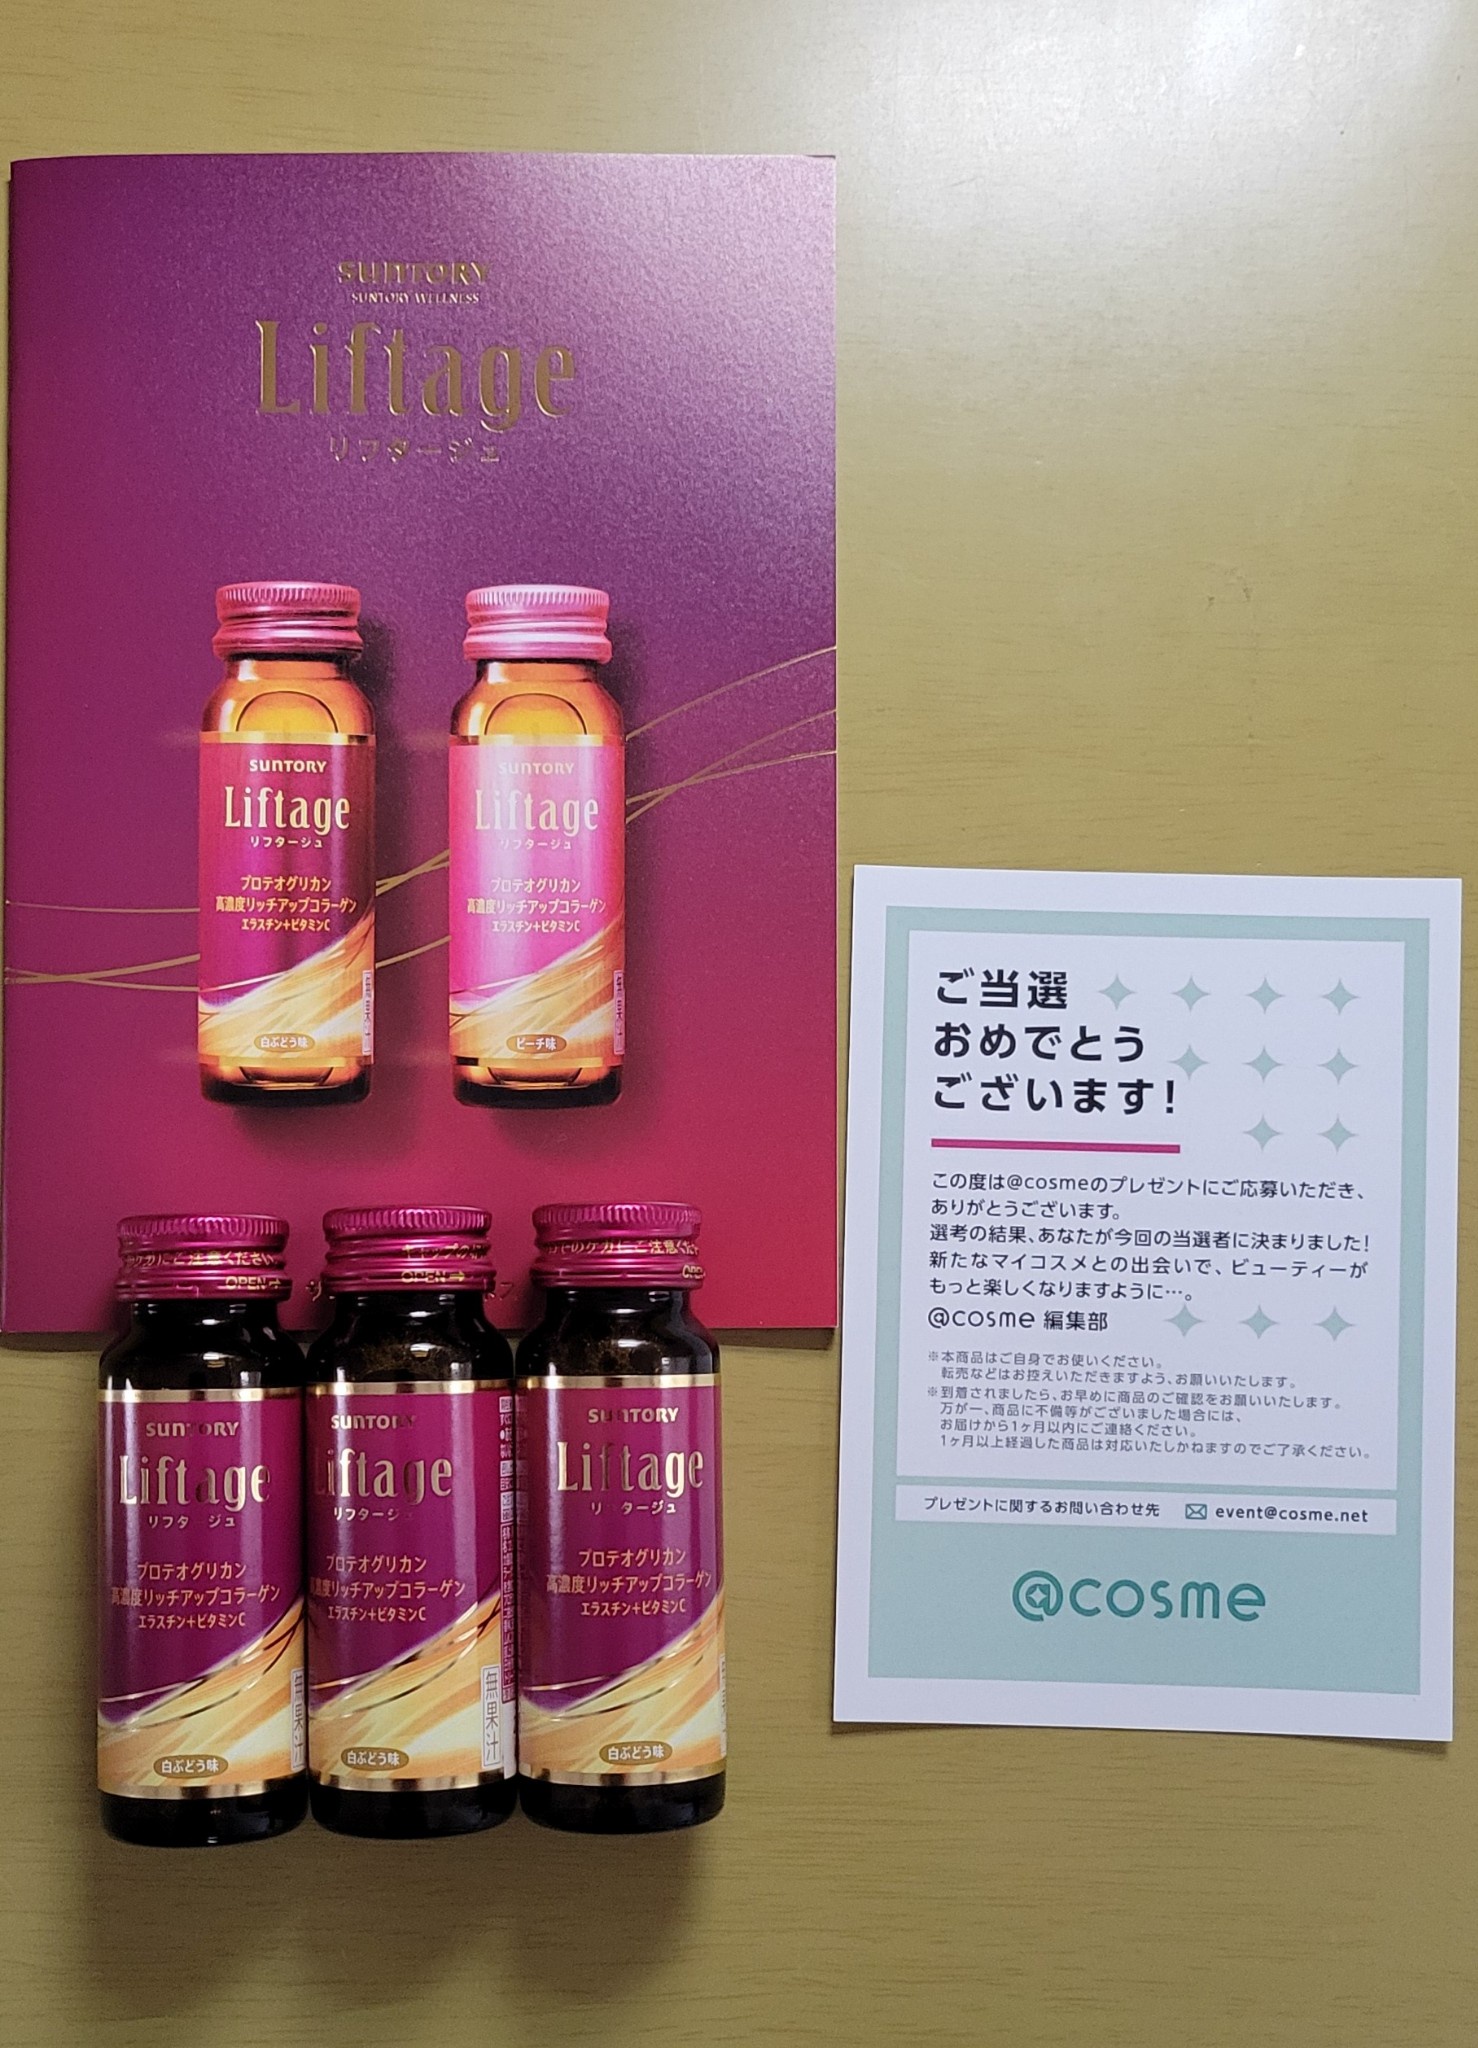 SUNTORY
SUNTORY WELLNESS
Liftage
リフタージュ
SUNTORY
Liftage
リフタージュ
プロテオグリカン
高濃度リッチアップコラーゲン
エラスチン+ビタミンC
無果汁
白ぶどう味
SUNTORY
Liftage
リフタージュ
プロテオグリカン
高濃度リッチアップコラーゲン
エラスチン+ビタミンC
無果汁
ピーチ味
ご注意ください
OPEN→
SUNTORY
Liftage
リフタージュ
プロテオグリカン
高濃度リッチアップコラーゲン
エラスチン+ビタミンC
無果汁
白ぶどう味
OPEN→
SUNTORY
Liftage
リフタージュ
プロテオグリカン
高濃度リッチアップコラーゲン
エラスチン+ビタミンC
無果汁
白ぶどう味
でのケガにご注意くだ
SUNTORY
Liftage
リフタージュ
プロテオグリカン
高濃度リッチアップコラーゲン
エラスチン+ビタミンC
白ぶどう味
ご当選
おめでとう
ございます!
この度は@cosmeのプレゼントにご応募いただき、
ありがとうございます。
選考の結果、あなたが今回の当選者に決まりました!
新たなマイコスメとの出会いで、ビューティーが
もっと楽しくなりますように…。
@cosme 編集部
※本商品はご自身でお使いください。
転売などはお控えいただきますよう、お願いいたします。
※到着されましたら、お早めに商品のご確認をお願いいたします。
万が一、商品に不備等がございました場合には、
お届けから1ヶ月以内にご連絡ください。
1ヶ月以上経過した商品は対応いたしかねますのでご了承ください。
プレゼントに関するお問い合わせ先 event@cosme.net
@cosme